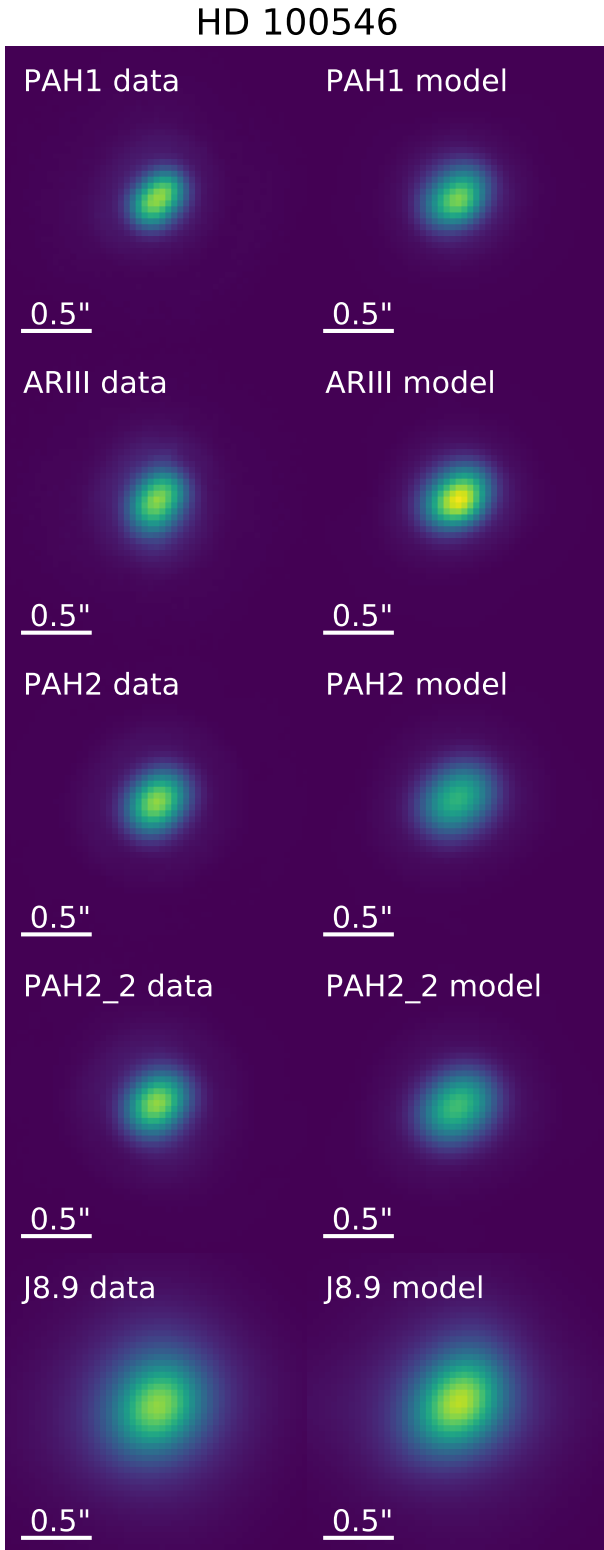 HD 100546
PAH1 data
PAH1 model
0.5"
0.5"
ARIII data
ARIII model
0.5"
0.5"
PAH2 data
PAH2 model
0.5"
0.5"
PAH2_2 data
PAH2_2 model
0.5"
0.5"
J8.9 data
J8.9 model
0.5"
0.5"